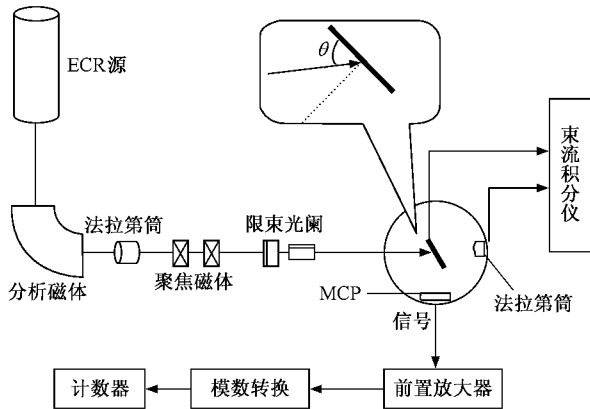 ECR源
θ
束流积分仪
法拉第筒
限束光阑
分析磁体
聚焦磁体
MCP
信号
法拉第筒
计数器
模数转换
前置放大器